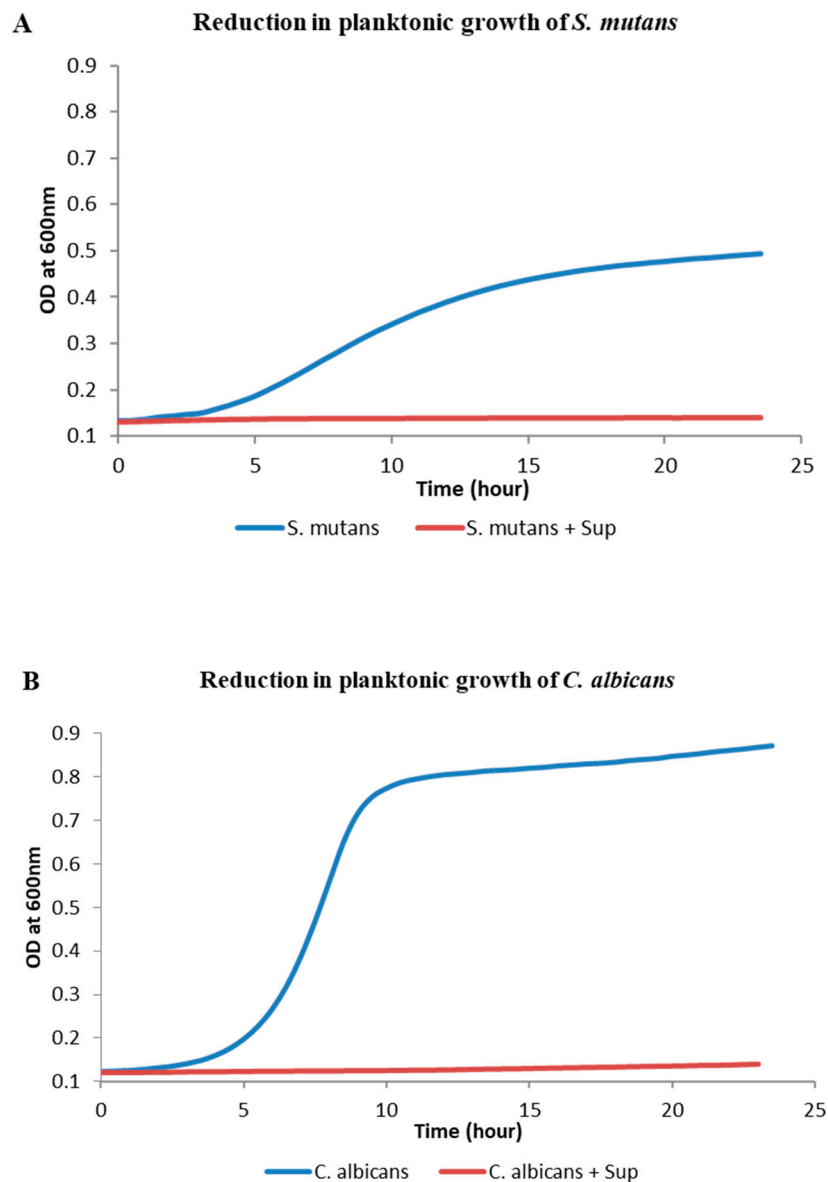 A
Reduction in planktonic growth of S. mutans
0.9
0.8
0.7
0.6
0.5
0.4
0.3
0.2
0.1
OD at 600nm
0 5 10 15 20 25
Time (hour)
S. mutans S. mutans + Sup
B
Reduction in planktonic growth of C. albicans
0.9
0.8
0.7
0.6
0.5
0.4
0.3
0.2
0.1
OD at 600nm
0 5 10 15 20 25
Time (hour)
C. albicans C. albicans + Sup